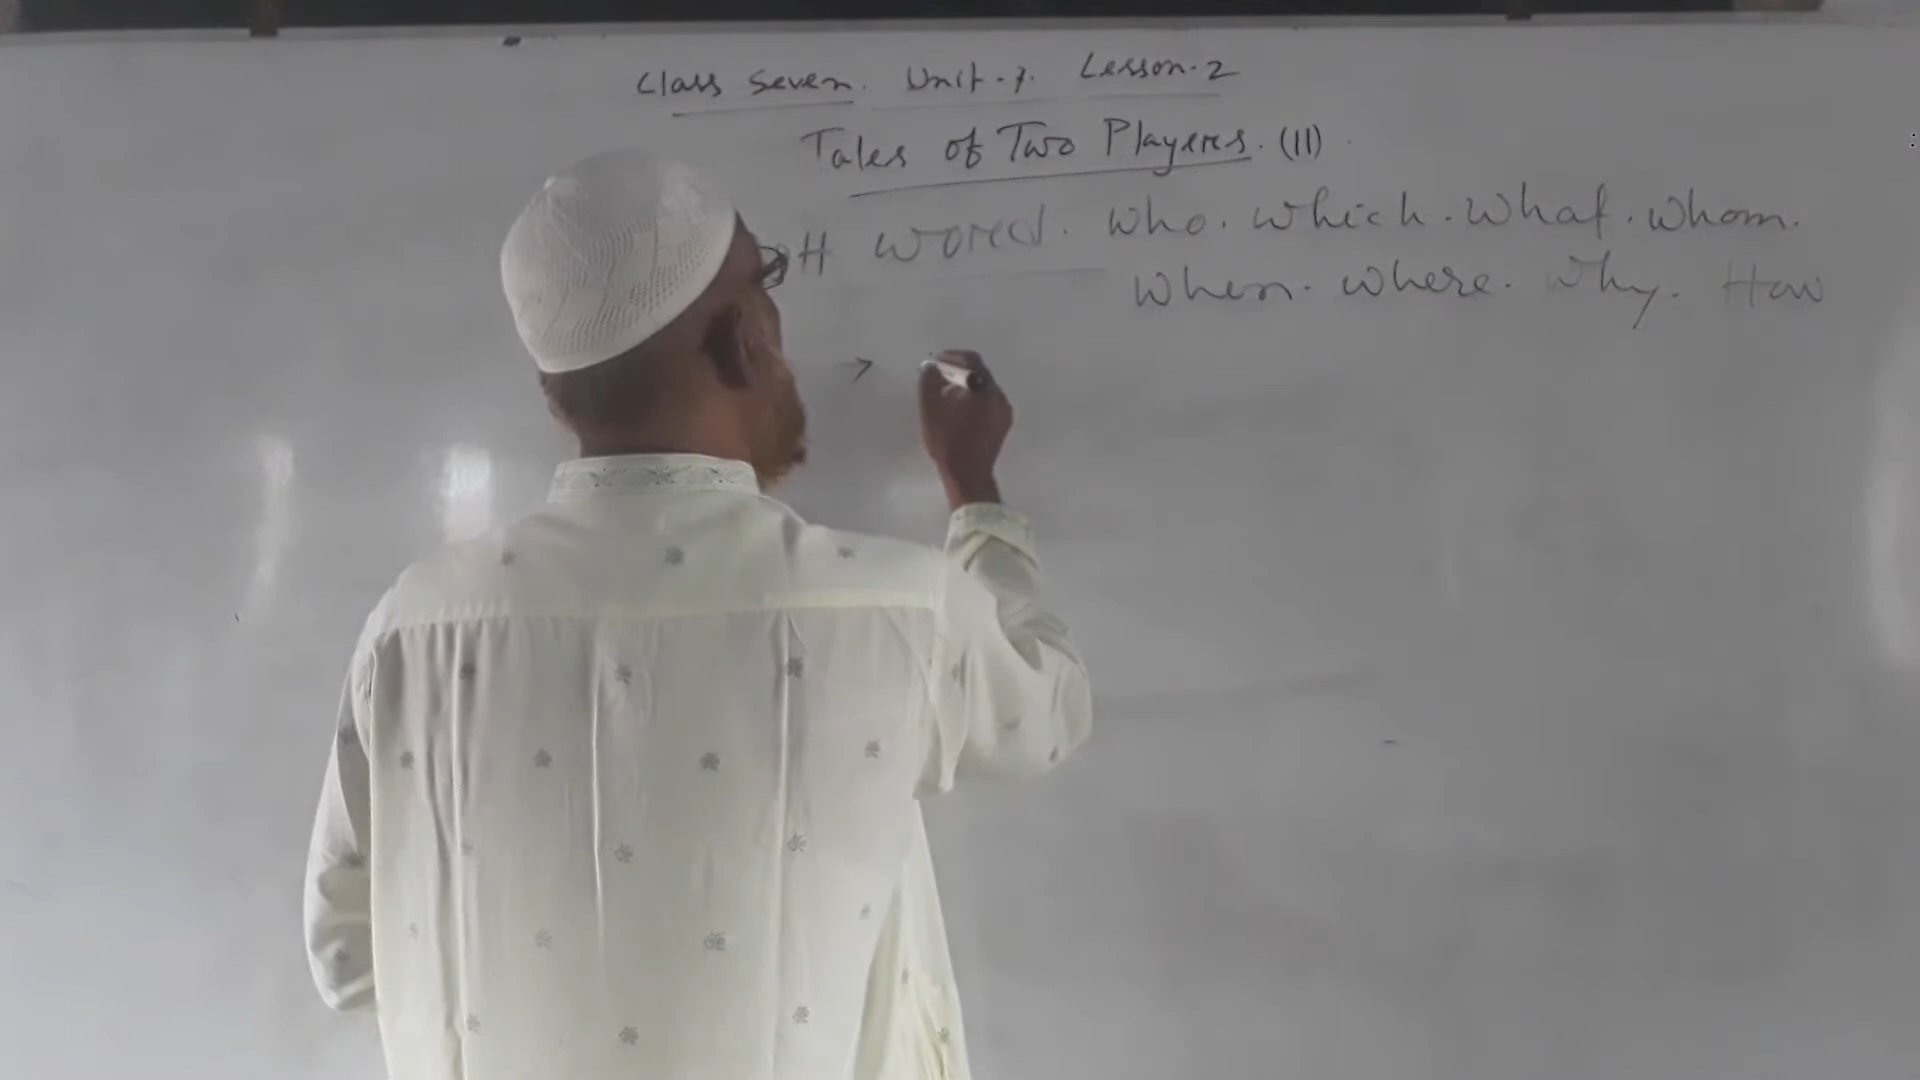 Class Seven. Unit-7. Lesson-2
Tales of Two Players. (II).
H word. Who. Which. What. Whom.
When. where. Why. How